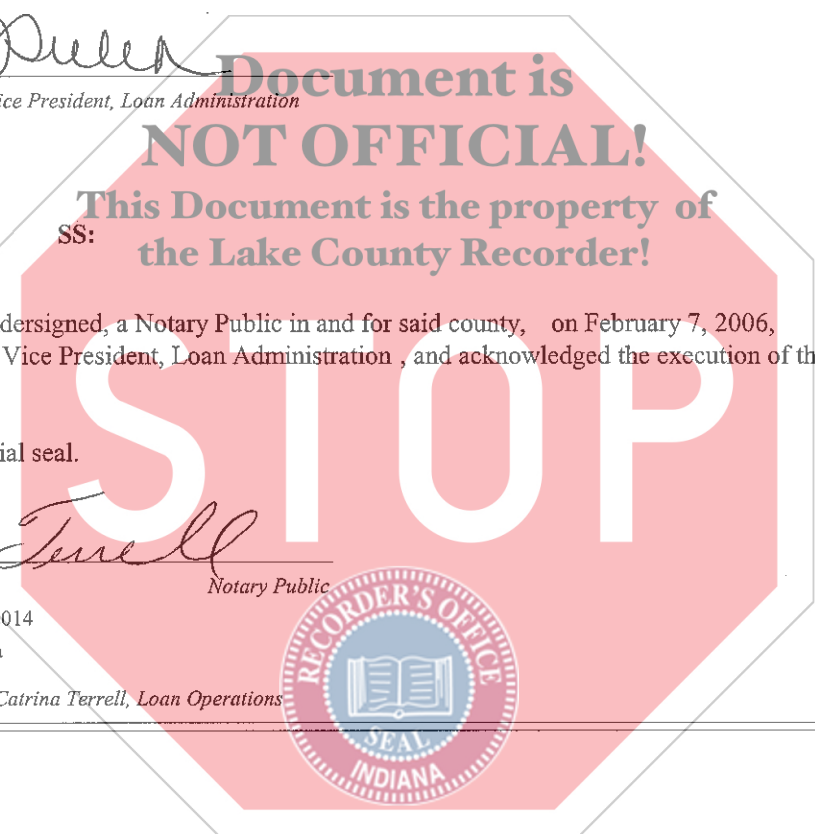 Document is
ice President, Loan Administration
NOT OFFICIAL!
This Document is the property of
SS:
the Lake County Recorder!
dersigned, a Notary Public in and for said county, on February 7, 2006,
Vice President, Loan Administration , and acknowledged the execution of th
STOP
ial seal.
Terrell
Notary Public
014
Catrina Terrell, Loan Operations
RECORDER'S OFFICE
SEAL
INDIANA